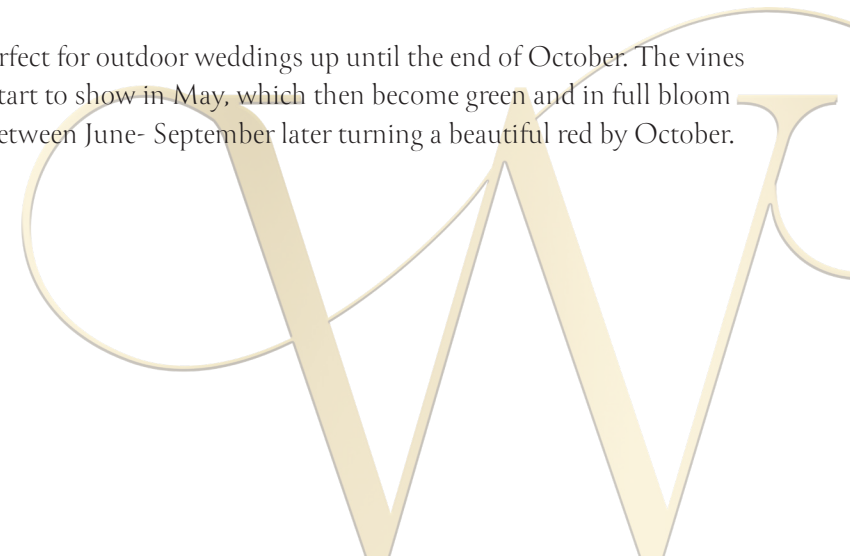 rfect for outdoor weddings up until the end of October. The vines
tart to show in May, which then become green and in full bloom
etween June- September later turning a beautiful red by October.
W